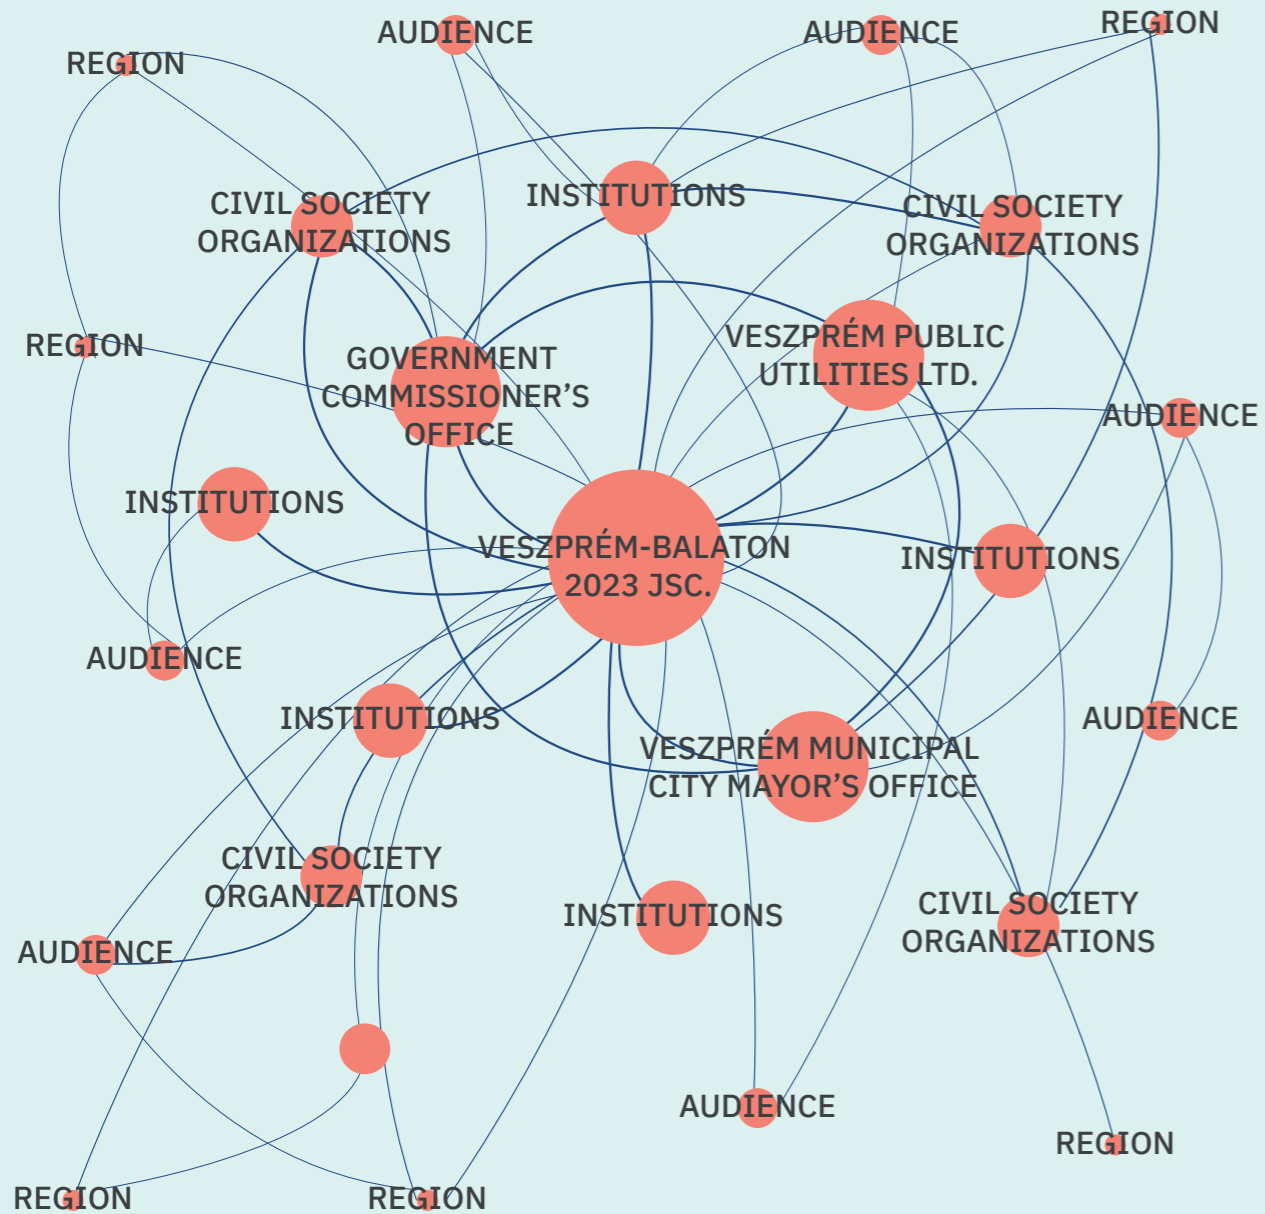 AUDIENCE
AUDIENCE
REGION
REGION
INSTITUTIONS
CIVIL SOCIETY
ORGANIZATIONS
CIVIL SOCIETY
ORGANIZATIONS
VESZPRÉM PUBLIC
UTILITIES LTD.
REGION
GOVERNMENT
COMMISSIONER’S
OFFICE
AUDIENCE
INSTITUTIONS
VESZPRÉM-BALATON
2023 JSC.
INSTITUTIONS
AUDIENCE
INSTITUTIONS
AUDIENCE
VESZPRÉM MUNICIPAL
CITY MAYOR’S OFFICE
CIVIL SOCIETY
ORGANIZATIONS
INSTITUTIONS
CIVIL SOCIETY
ORGANIZATIONS
AUDIENCE
AUDIENCE
REGION
REGION
REGION